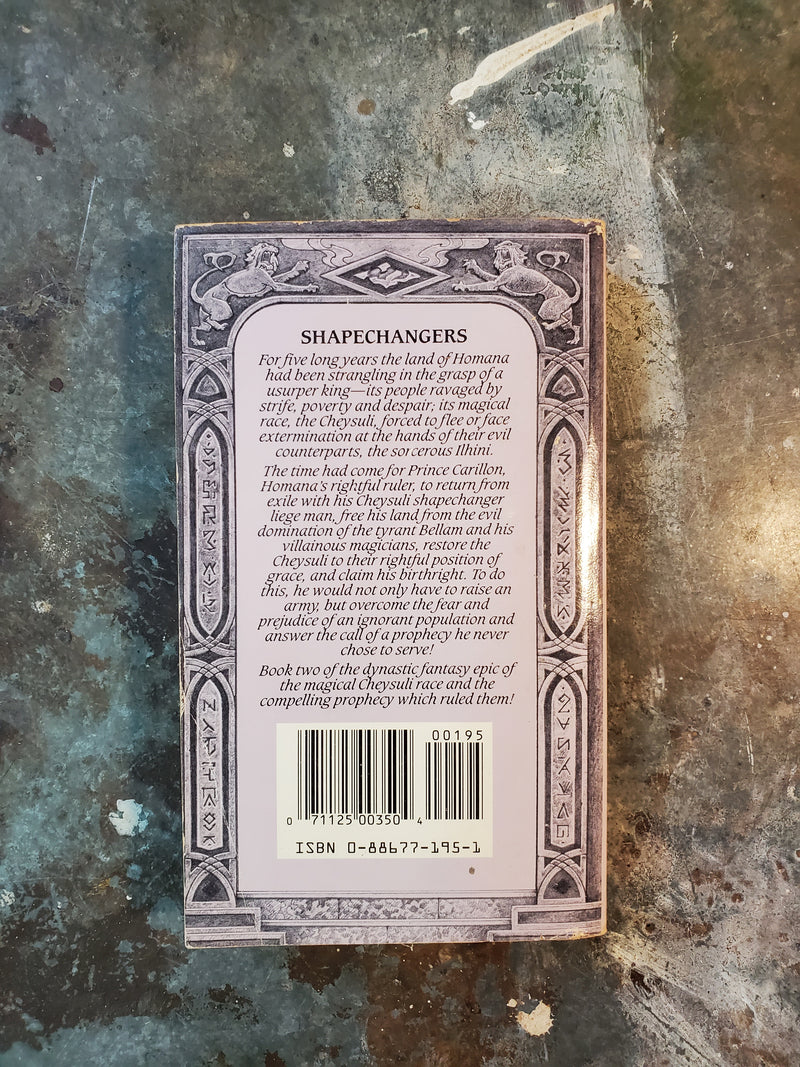 SHAPECHANGERS
For five long years the land of Homana
had been strangling in the grasp of a
usurper king—its people ravaged by
strife, poverty and despair; its magical
race, the Cheysuli, forced to flee or face
extermination at the hands of their evil
counterparts, the sorcerous Ilhini.
The time had come for Prince Carillon,
Homana's rightful ruler, to return from
exile with his Cheysuli shapechanger
liege man, free his land from the evil
domination of the tyrant Bellam and his
villainous magicians, restore the
Cheysuli to their rightful position of
grace, and claim his birthright. To do
this, he would not only have to raise an
army, but overcome the fear and
prejudice of an ignorant population and
answer the call of a prophecy he never
chose to serve!
Book two of the dynastic fantasy epic of
the magical Cheysuli race and the
compelling prophecy which ruled them!
00195
0 71125 00350 4
ISBN 0-88677-195-1